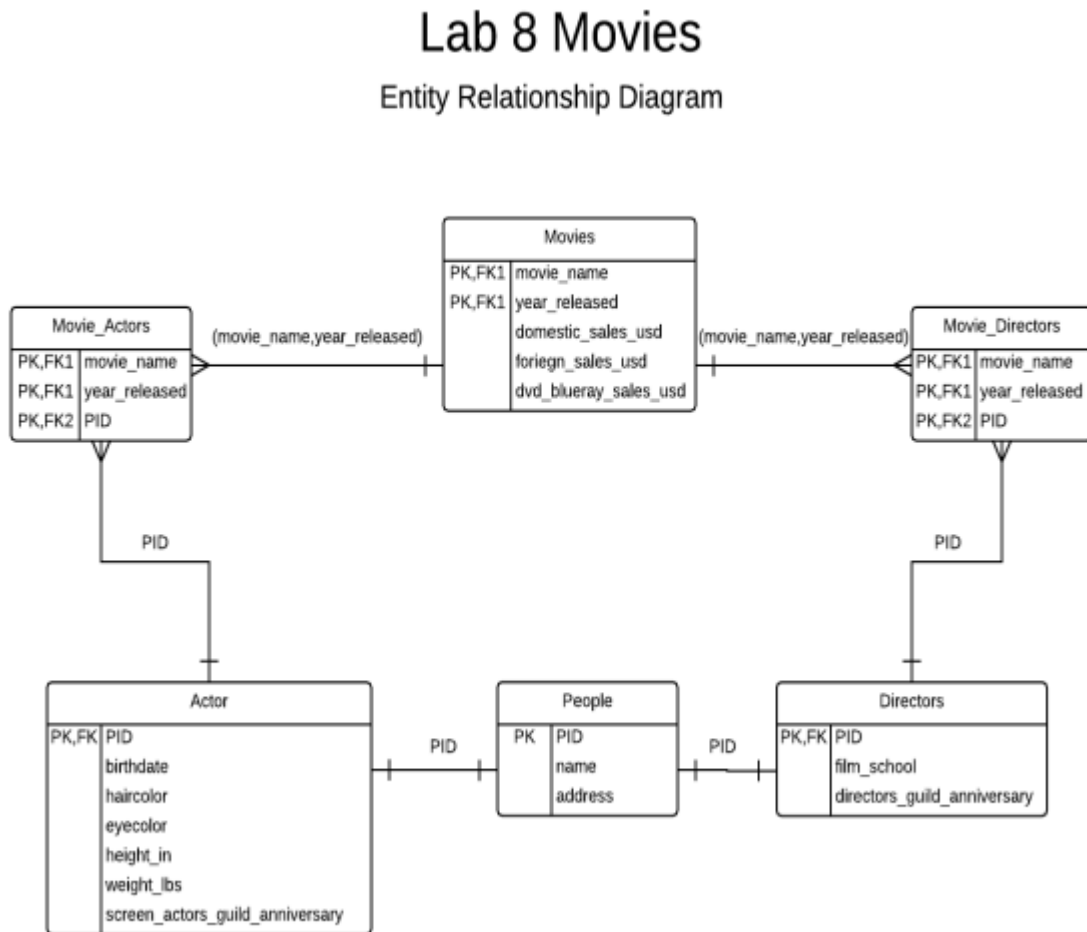 Lab 8 Movies
Entity Relationship Diagram
Movies
PK,FK1 movie_name
PK,FK1 year_released
domestic_sales_usd
foriegn_sales_usd
dvd_blueray_sales_usd
Movie_Actors
PK,FK1 movie_name
PK,FK1 year_released
PK,FK2 PID
(movie_name,year_released)
(movie_name,year_released)
Movie_Directors
PK,FK1 movie_name
PK,FK1 year_released
PK,FK2 PID
PID
PID
Actor
PK,FK PID
birthdate
haircolor
eyecolor
height_in
weight_lbs
screen_actors_guild_anniversary
PID
People
PK PID
name
address
PID
Directors
PK,FK PID
film_school
directors_guild_anniversary